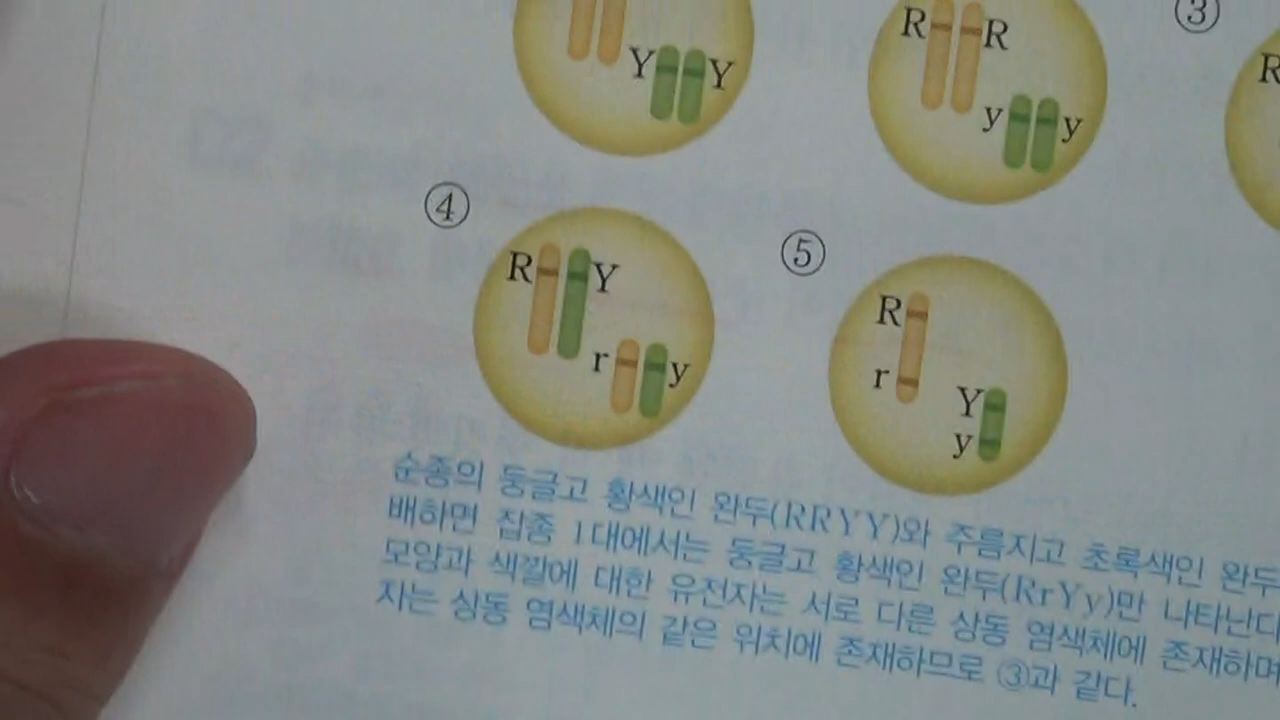 Y Y
R R
y y
③
R
④
R Y
r y
⑤
R
r
Y
y
순종의 둥글고 황색인 완두(RRYY)와 주름지고 초록색인 완두
배하면 잡종 1대에서는 둥글고 황색인 완두(RrYy)만 나타난다
모양과 색깔에 대한 유전자는 서로 다른 상동 염색체에 존재하며
자는 상동 염색체의 같은 위치에 존재하므로 ③과 같다.